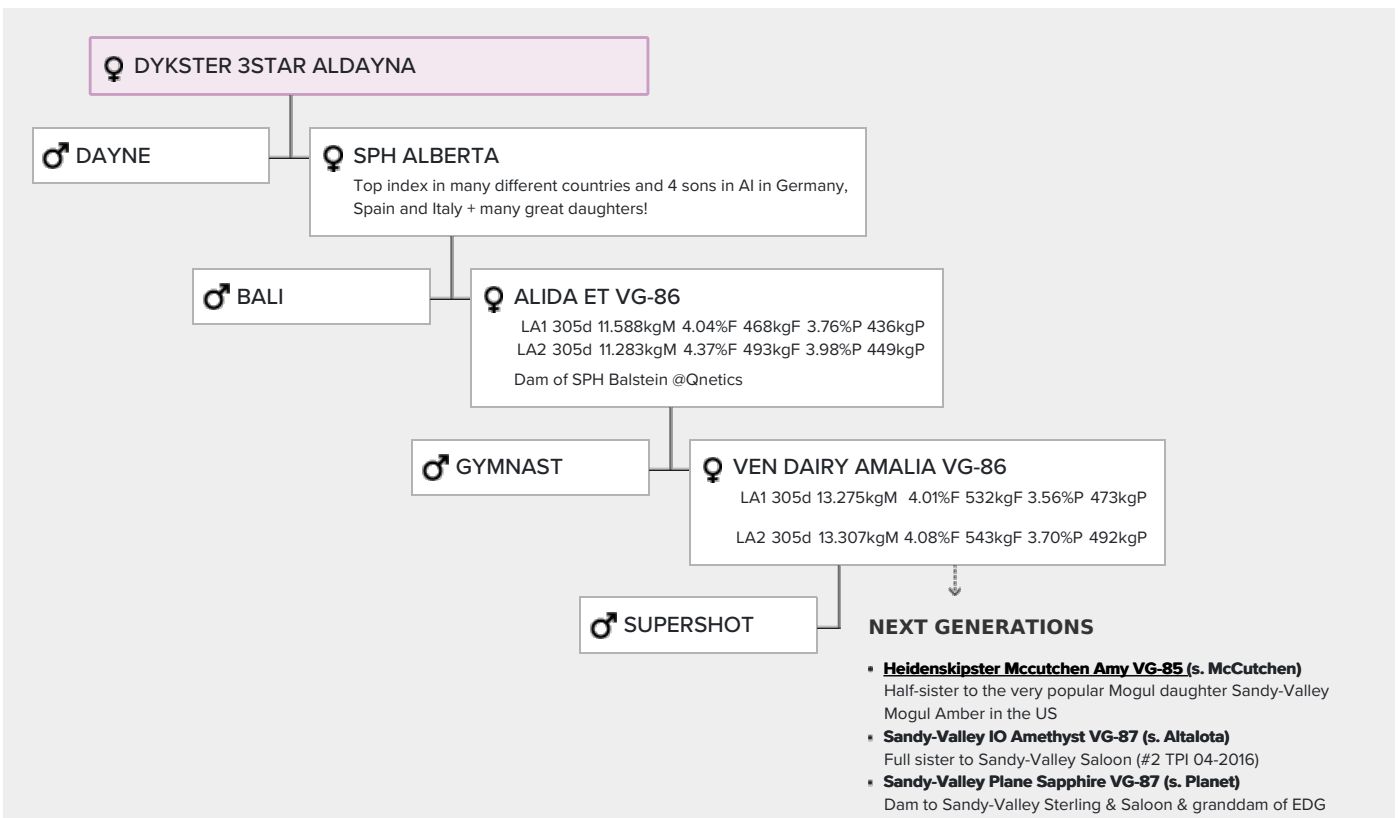 DYKSTER 3STAR ALDAYNA
DAYNE
SPH ALBERTA
Top index in many different countries and 4 sons in AI in Germany,
Spain and Italy + many great daughters!
BALI
ALIDA ET VG-86
LA1 305d 11.588kgM 4.04%F 468kgF 3.76%P 436kgP
LA2 305d 11.283kgM 4.37%F 493kgF 3.98%P 449kgP
Dam of SPH Balstein @Qnetics
GYMNAST
VEN DAIRY AMALIA VG-86
LA1 305d 13.275kgM 4.01%F 532kgF 3.56%P 473kgP
LA2 305d 13.307kgM 4.08%F 543kgF 3.70%P 492kgP
SUPERSHOT
NEXT GENERATIONS
▪ Heidenskipster Mccutchen Amy VG-85 (s. McCutchen)
Half-sister to the very popular Mogul daughter Sandy-Valley
Mogul Amber in the US
▪ Sandy-Valley IO Amethyst VG-87 (s. Altalota)
Full sister to Sandy-Valley Saloon (#2 TPI 04-2016)
▪ Sandy-Valley Plane Sapphire VG-87 (s. Planet)
Dam to Sandy-Valley Sterling & Saloon & granddam of EDG